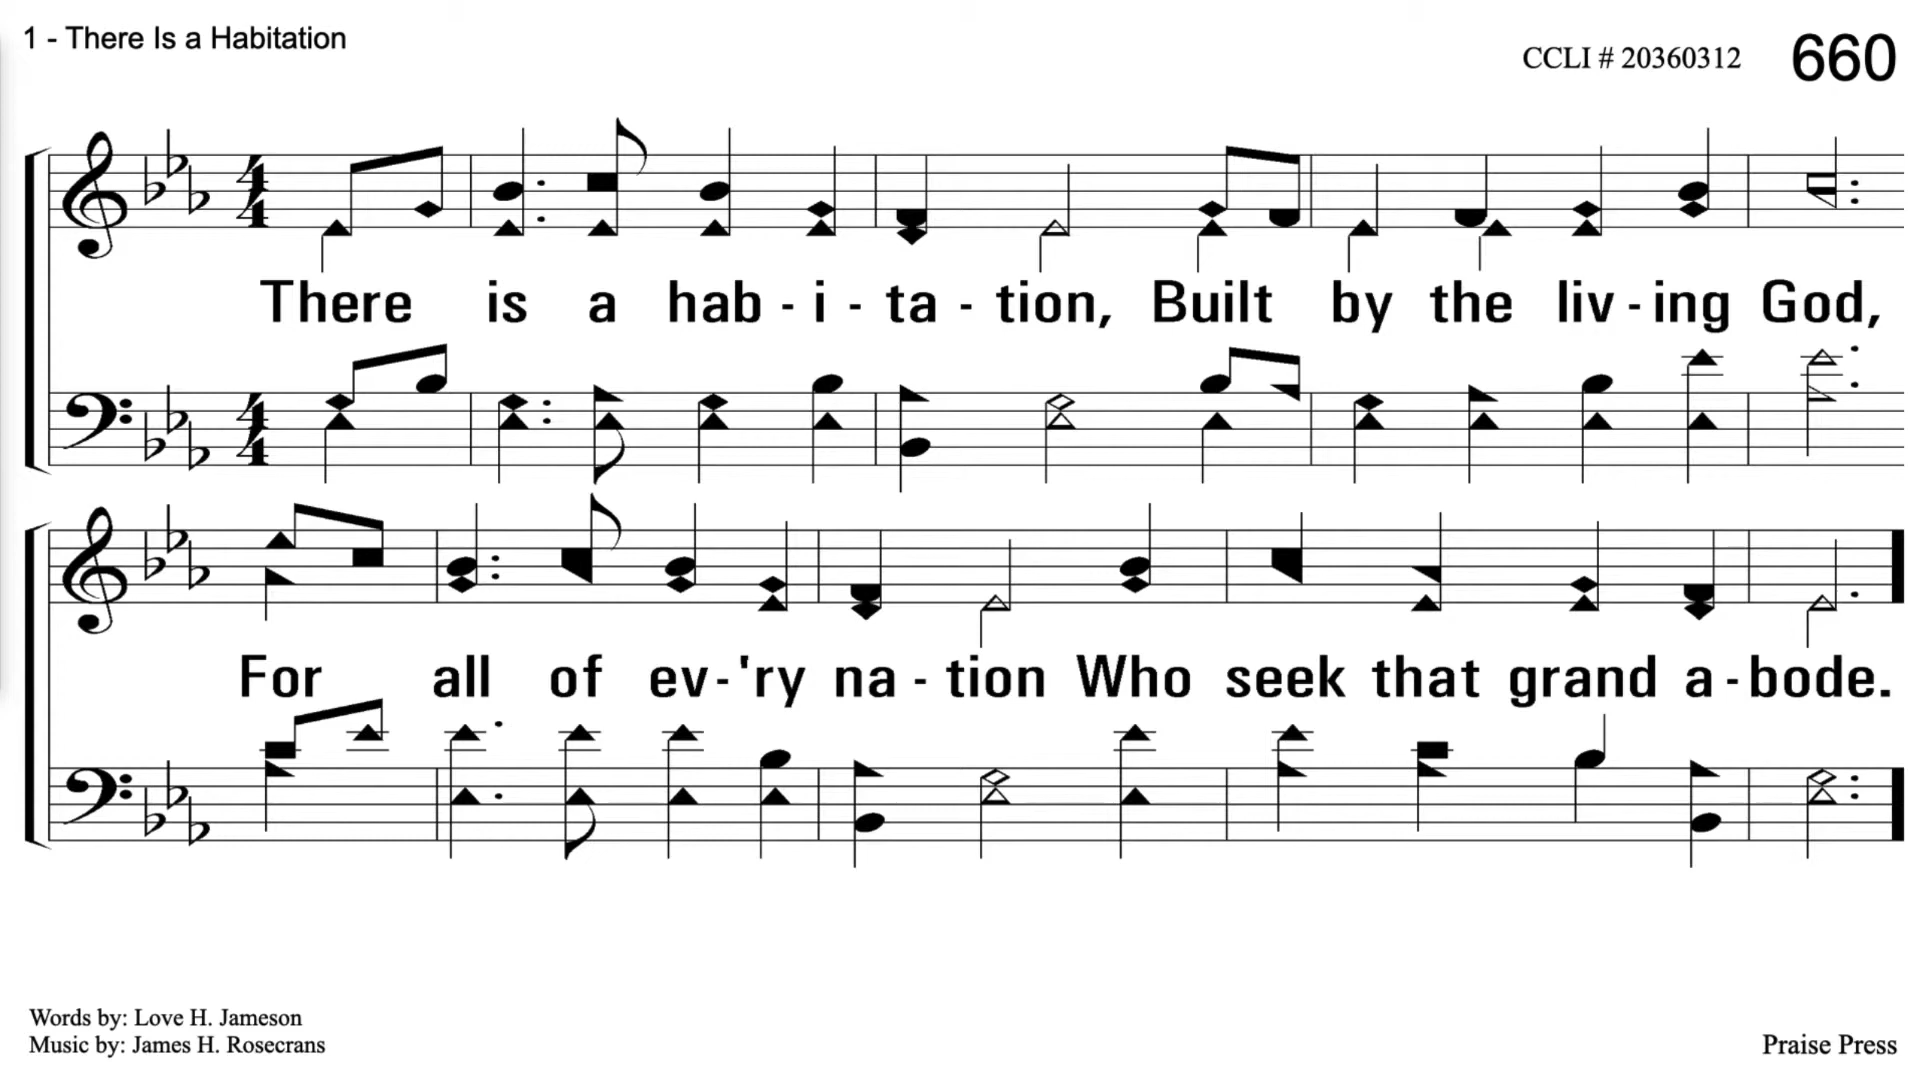 1 - There Is a Habitation
CCLI # 20360312
660
There is a hab - i - ta - tion, Built by the liv - ing God,
For all of ev - 'ry na - tion Who seek that grand a - bode.
Words by: Love H. Jameson
Music by: James H. Rosecrans
Praise Press